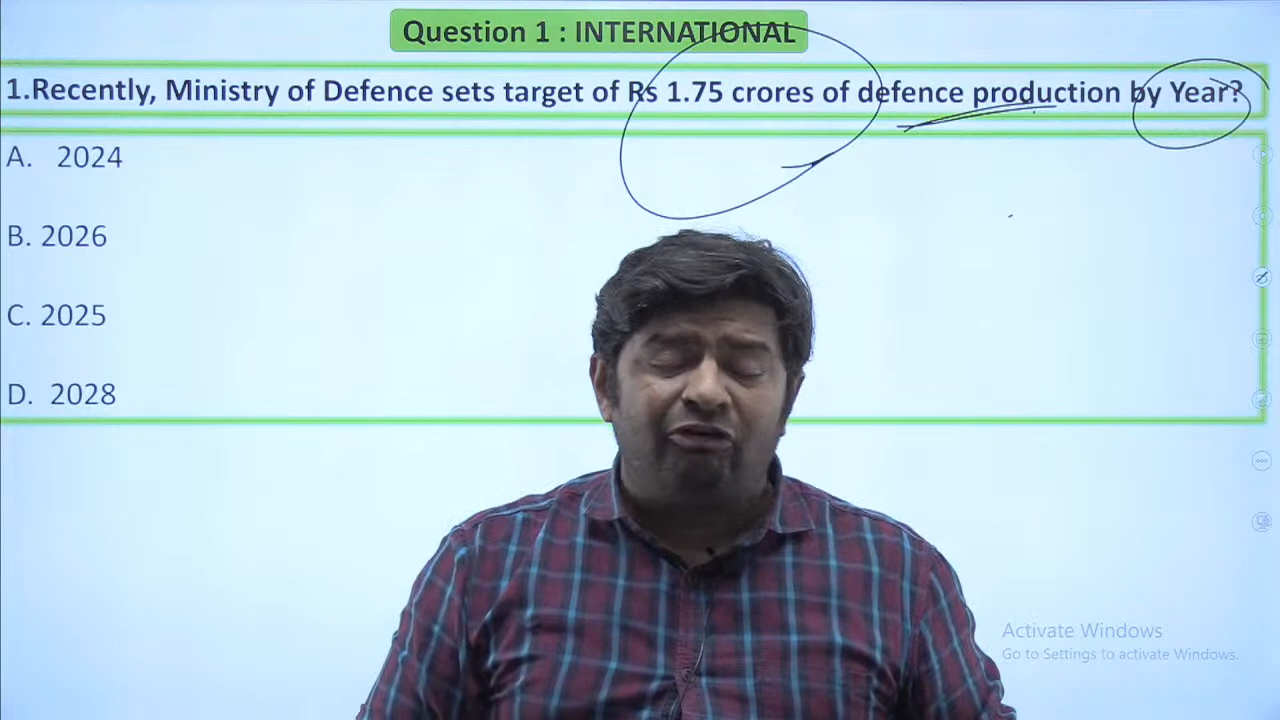 Question 1 : INTERNATIONAL
1.Recently, Ministry of Defence sets target of Rs 1.75 crores of defence production by Year?
A. 2024
B. 2026
C. 2025
D. 2028
Activate Windows
Go to Settings to activate Windows.